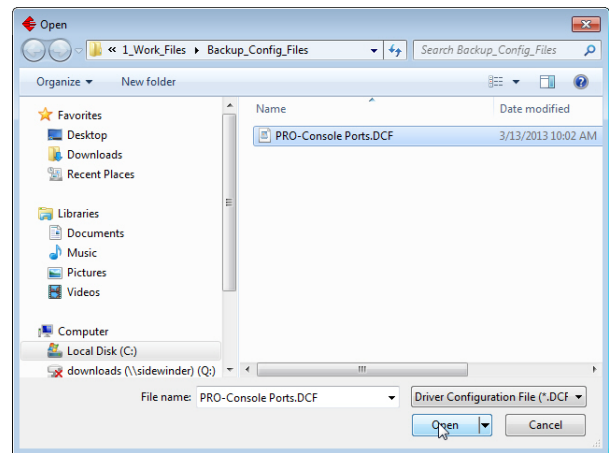 Open
« 1_Work_Files ▸ Backup_Config_Files
Search Backup_Config_Files
Organize New folder
Favorites
Desktop
Downloads
Recent Places
Libraries
Documents
Music
Pictures
Videos
Computer
Local Disk (C:)
downloads (\\sidewinder) (Q:)
Name Date modified
PRO-Console Ports.DCF 3/13/2013 10:02 AM
File name: PRO-Console Ports.DCF Driver Configuration File (*.DCF
Open Cancel